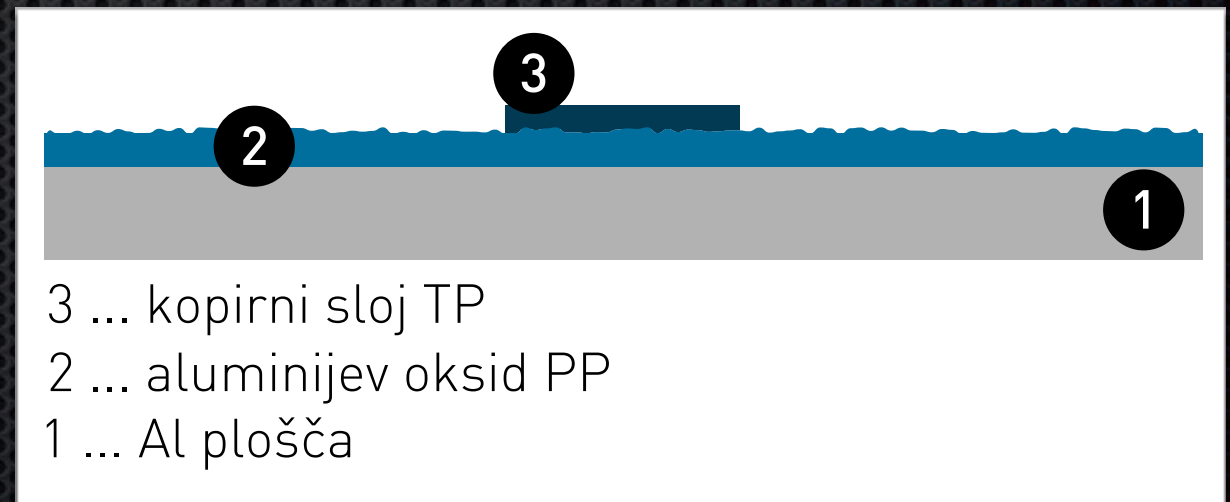 3
2
1
3 ... kopirni sloj TP
2 ... aluminijev oksid PP
1 ... Al plošča